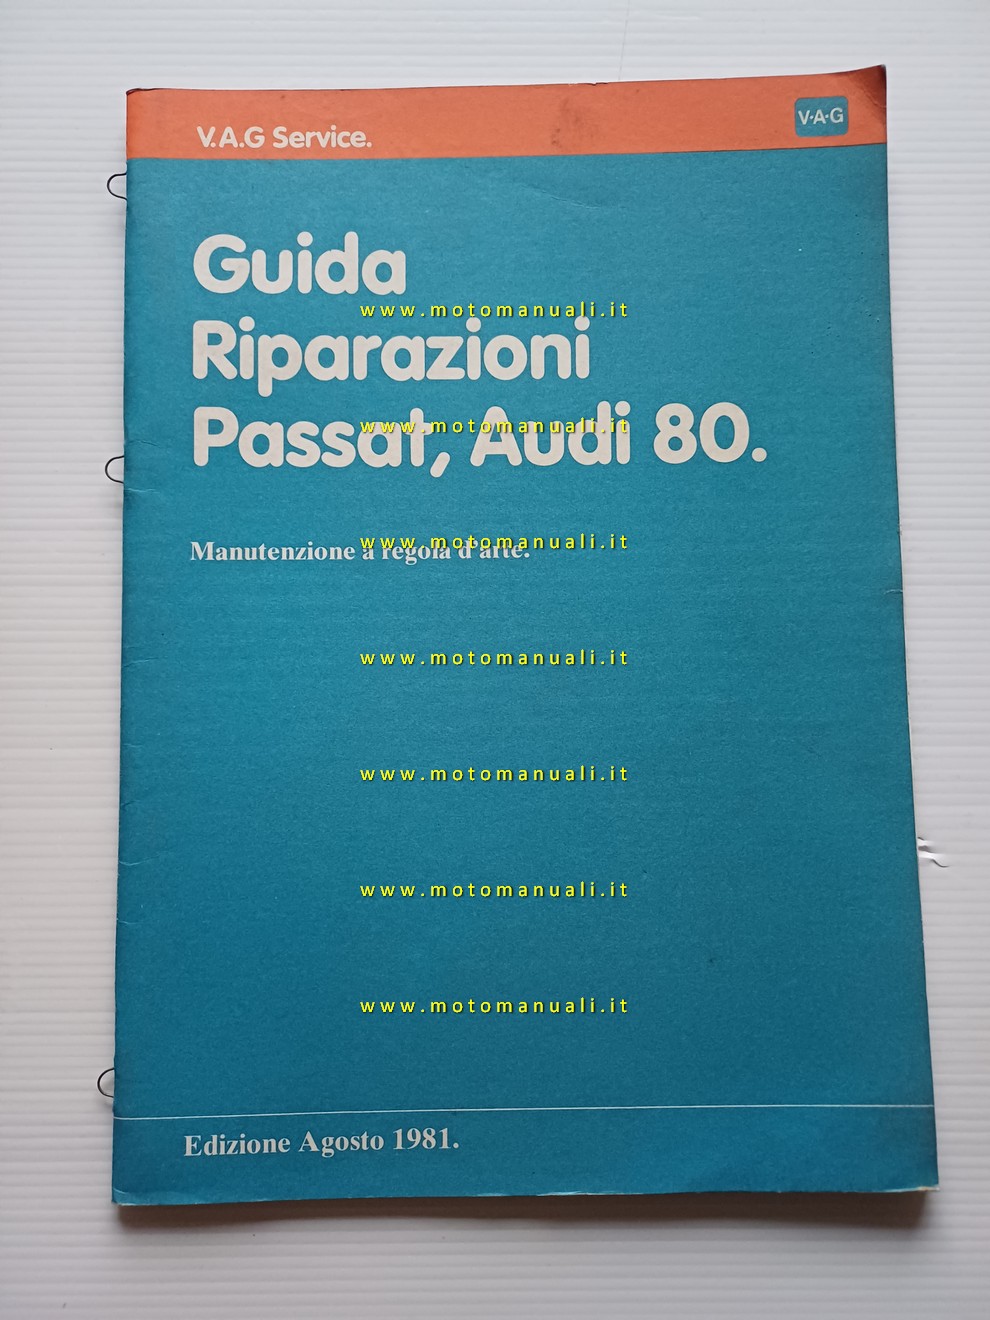 V.A.G Service.
V·A·G
Guida
www.motomanuali.it
Riparazioni
www.motomanuali.it
Passat, Audi 80.
www.motomanuali.it
Manutenzione a regola d'arte.
www.motomanuali.it
www.motomanuali.it
www.motomanuali.it
www.motomanuali.it
Edizione Agosto 1981.